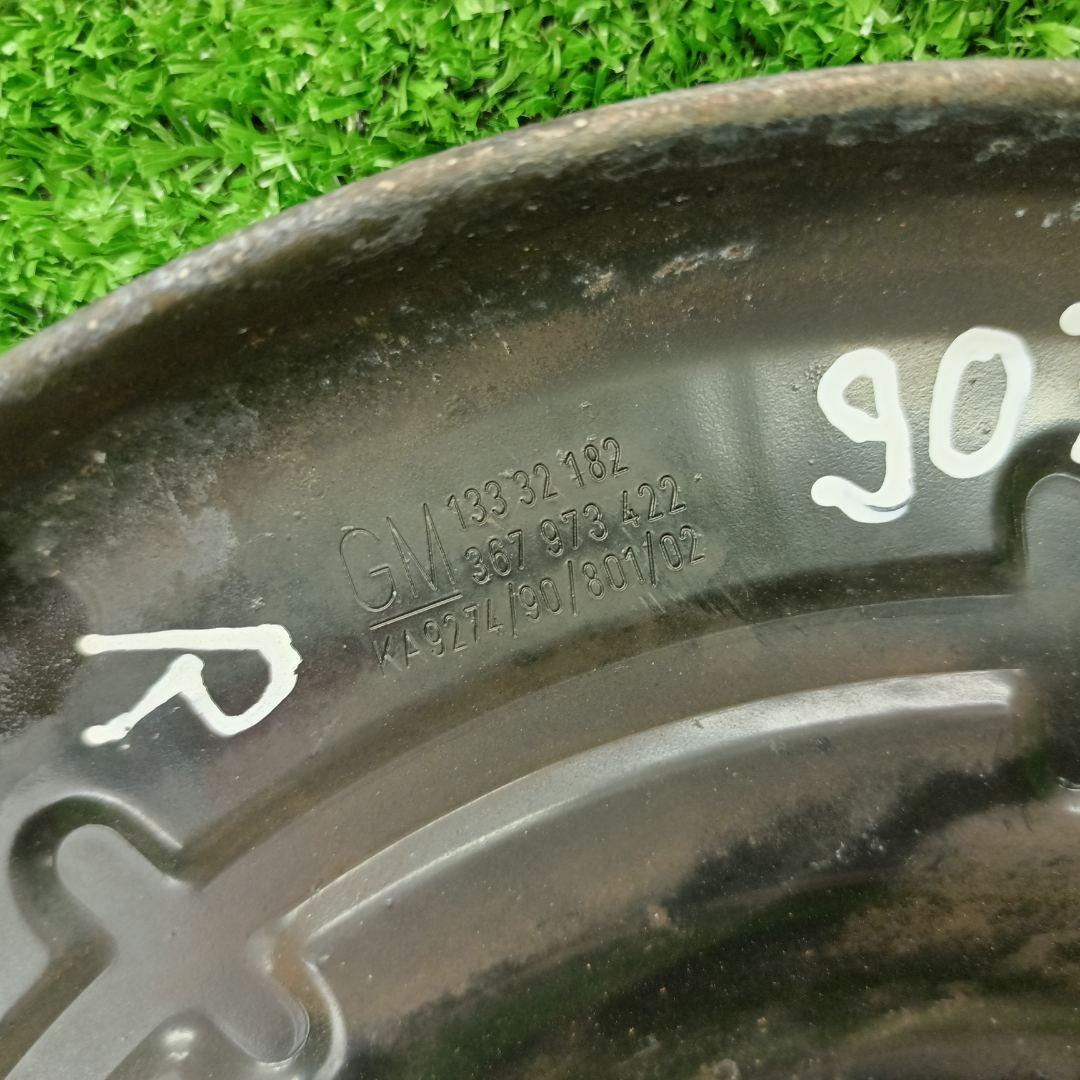 GM 133 32 182
367 973 422
KA9274/90/801/02
R
90